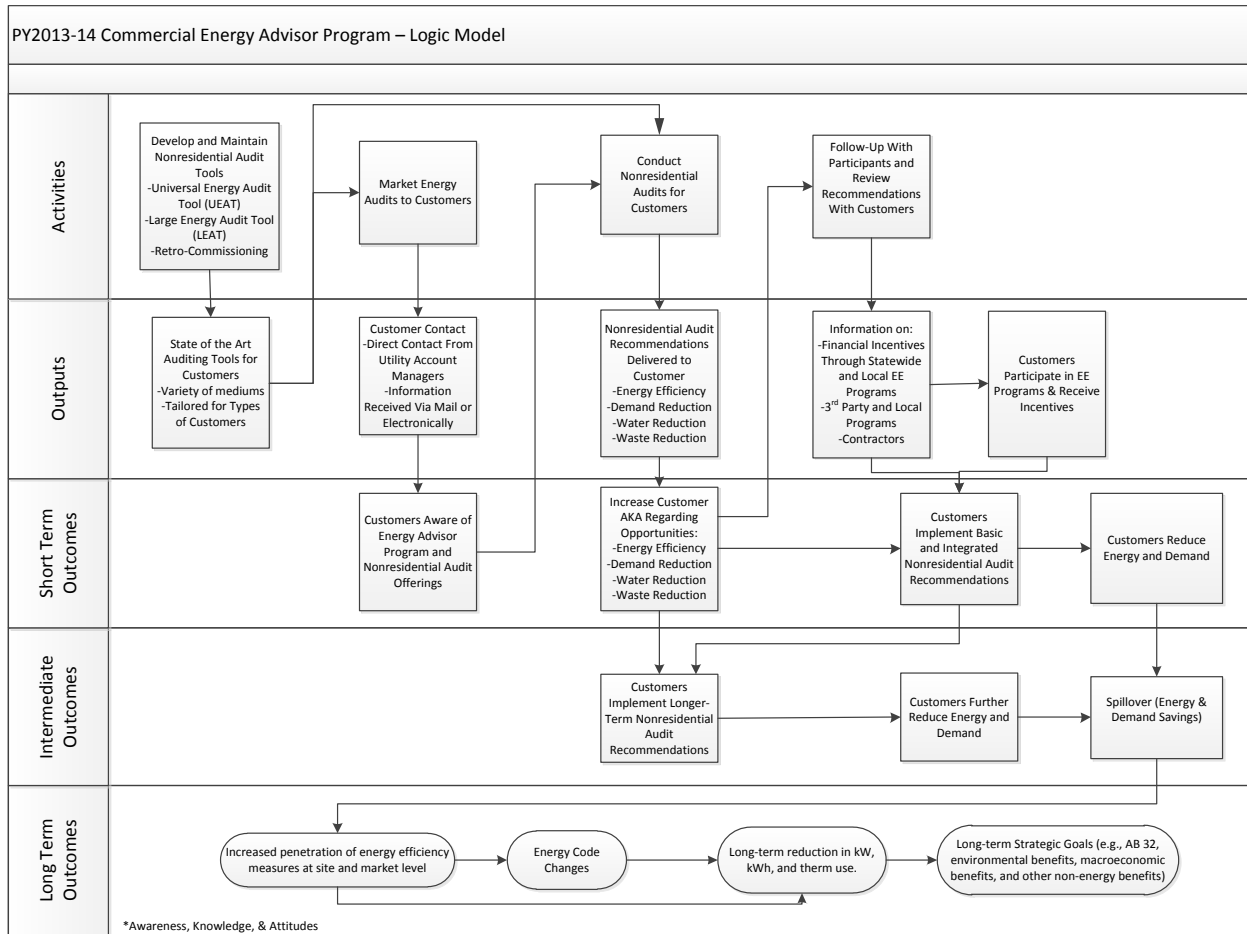 PY2013-14 Commercial Energy Advisor Program – Logic Model
Activities
Develop and Maintain
Nonresidential Audit
Tools
-Universal Energy Audit
Tool (UEAT)
-Large Energy Audit Tool
(LEAT)
-Retro-Commissioning
Market Energy
Audits to Customers
Conduct
Nonresidential
Audits for
Customers
Follow-Up With
Participants and
Review
Recommendations
With Customers
Outputs
State of the Art
Auditing Tools for
Customers
- Variety of mediums
-Tailored for Types
of Customers
Customer Contact
-Direct Contact From
Utility Account
Managers
-Information
Received Via Mail or
Electronically
Nonresidential Audit
Recommendations
Delivered to
Customer
-Energy Efficiency
-Demand Reduction
-Water Reduction
-Waste Reduction
Information on:
-Financial Incentives
Through Statewide
and Local EE
Programs
-3rd Party and Local
Programs
-Contractors
Customers
Participate in EE
Programs & Receive
Incentives
Short Term
Outcomes
Customers Aware of
Energy Advisor
Program and
Nonresidential Audit
Offerings
Increase Customer
AKA Regarding
Opportunities:
-Energy Efficiency
-Demand Reduction
-Water Reduction
-Waste Reduction
Customers
Implement Basic
and Integrated
Nonresidential Audit
Recommendations
Customers Reduce
Energy and Demand
Intermediate
Outcomes
Customers
Implement Longer-
Term Nonresidential
Audit
Recommendations
Customers Further
Reduce Energy and
Demand
Spillover (Energy &
Demand Savings)
Long Term
Outcomes
Increased penetration of energy efficiency
measures at site and market level
Energy Code
Changes
Long-term reduction in kW,
kWh, and therm use.
Long-term Strategic Goals (e.g., AB 32,
environmental benefits, macroeconomic
benefits, and other non-energy benefits)
*Awareness, Knowledge, & Attitudes